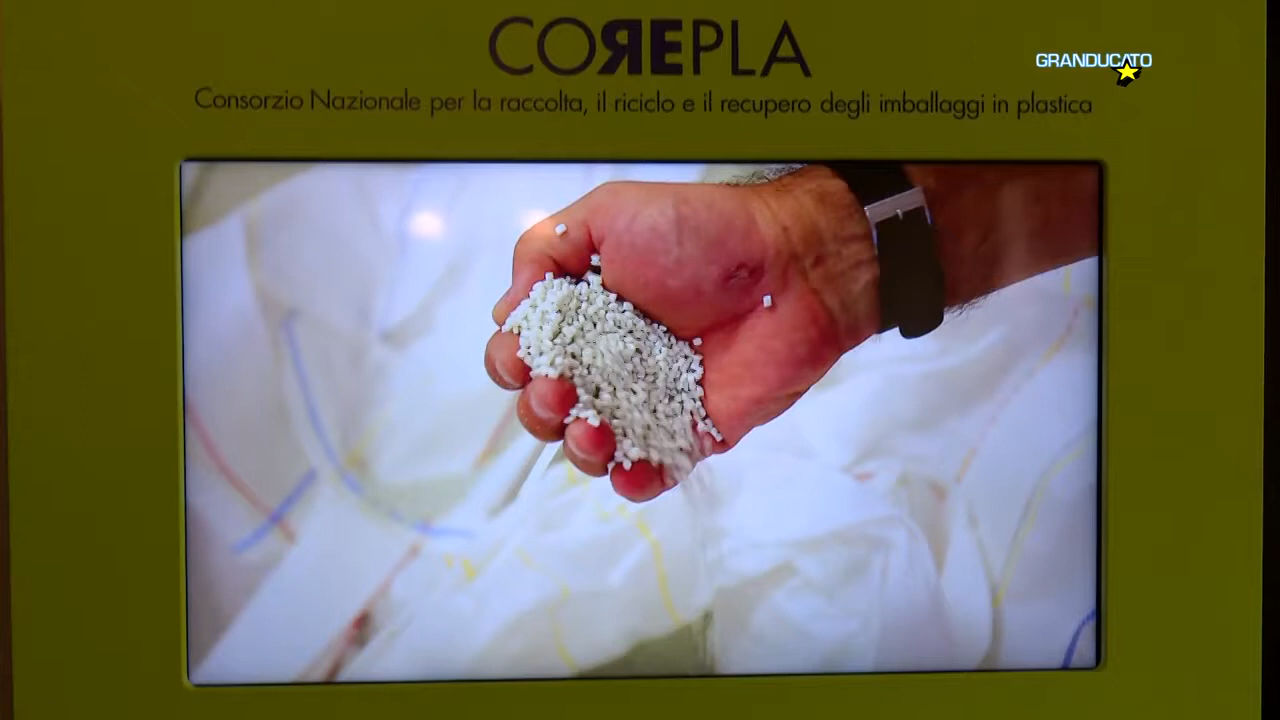 COREPLA
GRANDUCATO
Consorzio Nazionale per la raccolta, il riciclo e il recupero degli imballaggi in plastica